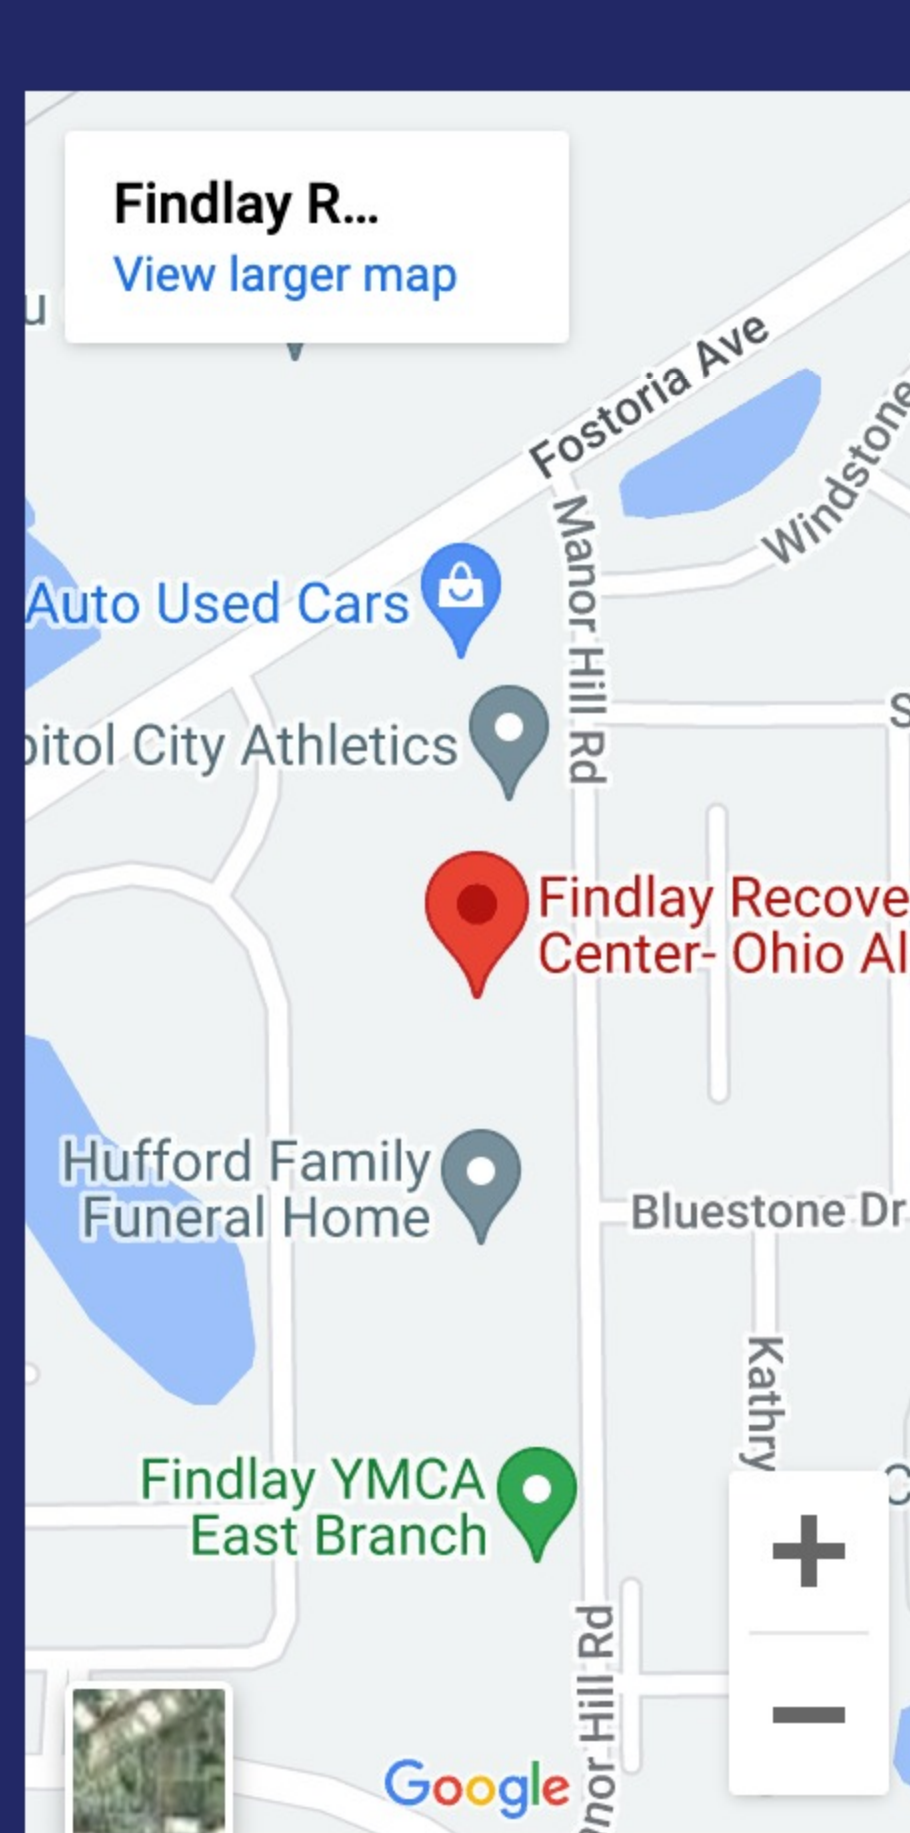 Findlay R...
View larger map
u
Fostoria Ave
Windstone
Manor Hill Rd
Auto Used Cars
pitol City Athletics
S
Findlay Recove
Center- Ohio Al
Hufford Family
Funeral Home
Bluestone Dr
Kathry
Findlay YMCA
East Branch
C
nor Hill Rd
Google